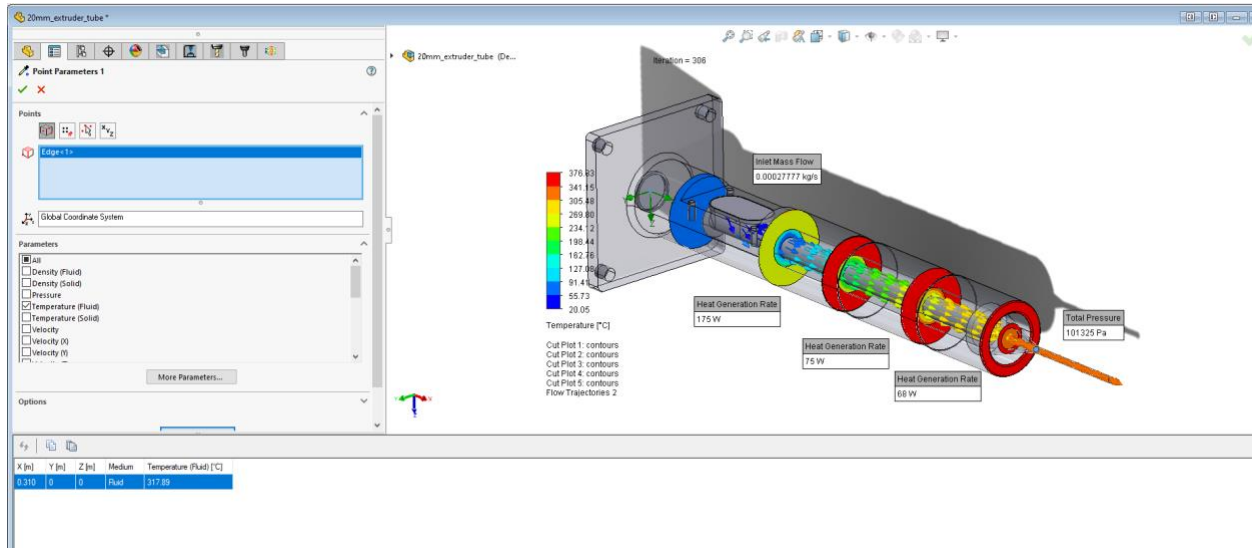 20mm_extruder_tube *
Point Parameters 1
Points
Edge<1>
Global Coordinate System
Parameters
All
Density (Fluid)
Density (Solid)
Pressure
Temperature (Fluid)
Temperature (Solid)
Velocity
Velocity (X)
Velocity (Y)
More Parameters...
Options
20mm_extruder_tube (De...
Iteration = 306
Inlet Mass Flow
0.00027777 kg/s
376.83
341.15
305.48
269.80
234.12
198.44
162.76
127.08
91.41
55.73
20.05
Temperature [°C]
Cut Plot 1: contours
Cut Plot 2: contours
Cut Plot 3: contours
Cut Plot 4: contours
Cut Plot 5: contours
Flow Trajectories 2
Heat Generation Rate
175 W
Heat Generation Rate
75 W
Heat Generation Rate
68 W
Total Pressure
101325 Pa
X [m] Y [m] Z [m] Medium Temperature (Fluid) [°C]
0.310 0 0 Fluid 317.89